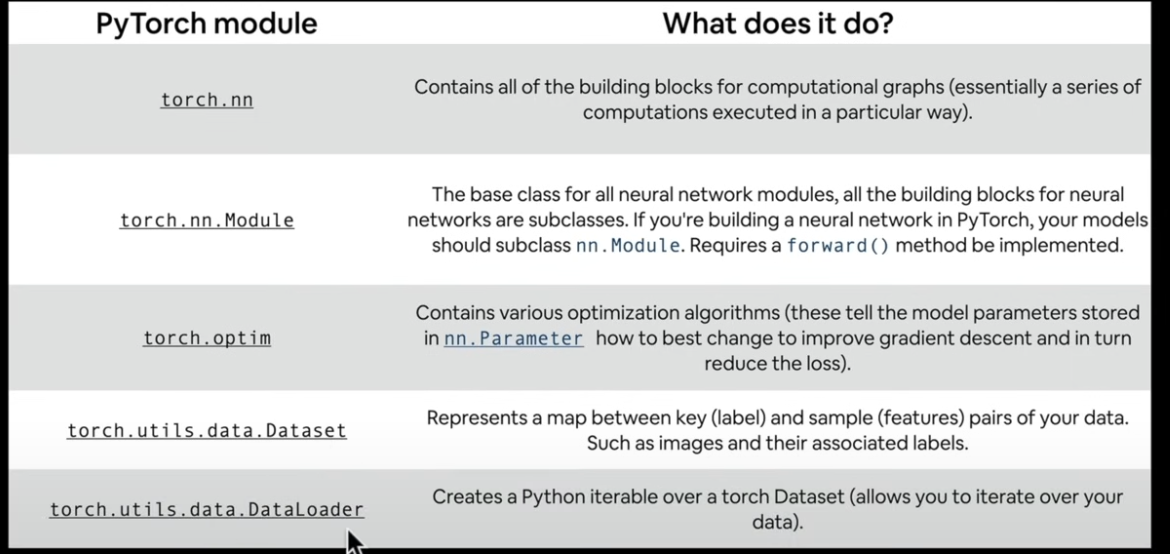 PyTorch module
What does it do?
torch.nn
Contains all of the building blocks for computational graphs (essentially a series of
computations executed in a particular way).
torch.nn.Module
The base class for all neural network modules, all the building blocks for neural
networks are subclasses. If you're building a neural network in PyTorch, your models
should subclass nn.Module. Requires a forward() method be implemented.
torch.optim
Contains various optimization algorithms (these tell the model parameters stored
in nn.Parameter how to best change to improve gradient descent and in turn
reduce the loss).
torch.utils.data.Dataset
Represents a map between key (label) and sample (features) pairs of your data.
Such as images and their associated labels.
torch.utils.data.DataLoader
Creates a Python iterable over a torch Dataset (allows you to iterate over your
data).